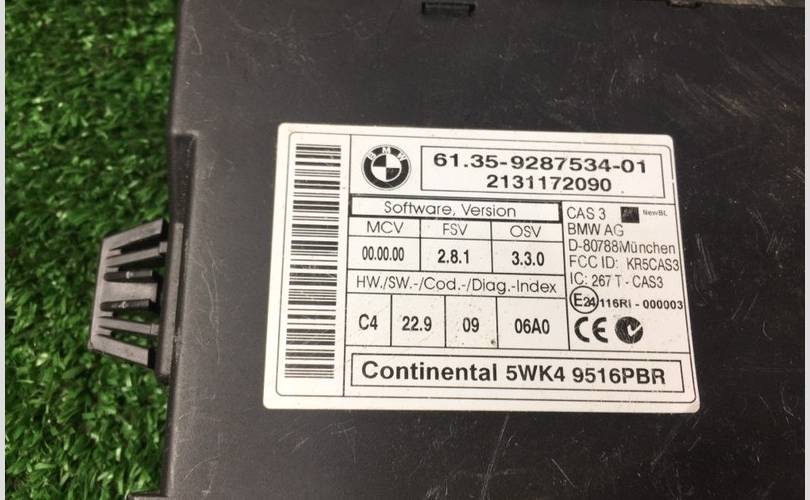 BMW
61.35-9287534-01
2131172090
Software, Version
MCV FSV OSV
00.00.00 2.8.1 3.3.0
HW./SW.-/Cod.-/Diag.-Index
C4 22.9 09 06A0
CAS 3 NewBL
BMW AG
D-80788München
FCC ID: KR5CAS3
IC: 267 T - CAS3
E24 116RI - 000003
CE
Continental 5WK4 9516PBR